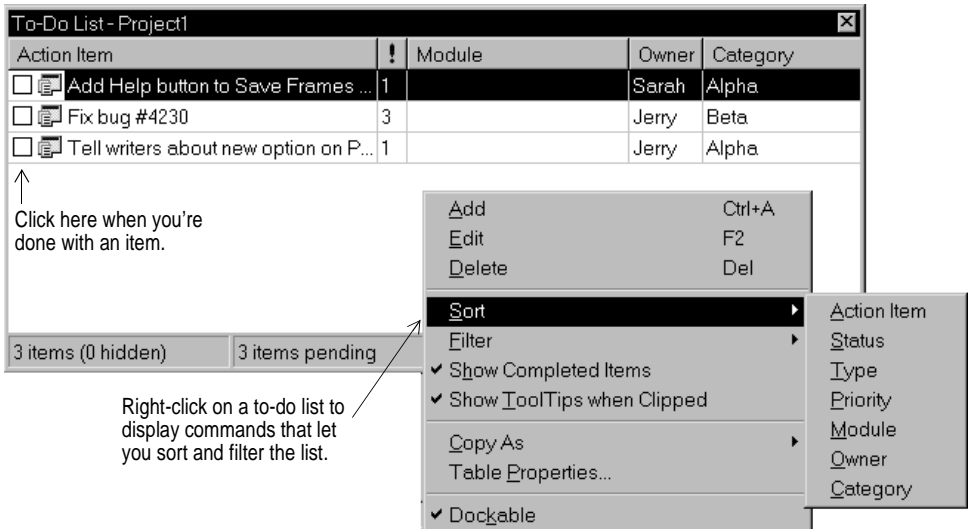 To-Do List - Project1
Action Item ! Module Owner Category
Add Help button to Save Frames ... 1 Sarah Alpha
Fix bug #4230 3 Jerry Beta
Tell writers about new option on P... 1 Jerry Alpha
Click here when you're
done with an item.
3 items (0 hidden) 3 items pending
Right-click on a to-do list to
display commands that let
you sort and filter the list.
Add Ctrl+A
Edit F2
Delete Del
Sort
Filter
Show Completed Items
Show ToolTips when Clipped
Copy As
Table Properties...
Dockable
Action Item
Status
Type
Priority
Module
Owner
Category